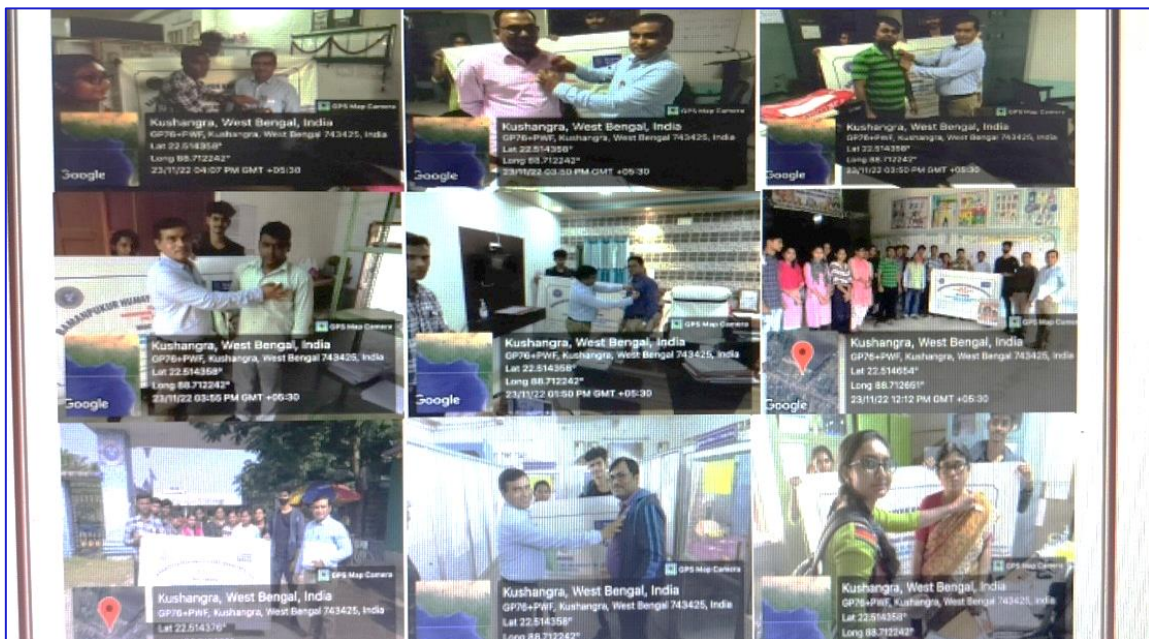 GPS Map Camera
Kushangra, West Bengal, India
GP76+PWF, Kushangra, West Bengal 743425, India
Lat 22.514358°
Long 88.712242°
23/11/22 04:07 PM GMT +05:30
Google
GPS Map Camera
Kushangra, West Bengal, India
GP76+PWF, Kushangra, West Bengal 743425, India
Lat 22.514358°
Long 88.712242°
23/11/22 03:50 PM GMT +05:30
Google
GPS Map Camera
Kushangra, West Bengal, India
GP76+PWF, Kushangra, West Bengal 743425, India
Lat 22.514358°
Long 88.712242°
23/11/22 03:50 PM GMT +05:30
Google
BAMANPUKUR HUMA
GPS Map Camera
Kushangra, West Bengal, India
GP76+PWF, Kushangra, West Bengal 743425, India
Lat 22.514358°
Long 88.712242°
23/11/22 03:55 PM GMT +05:30
Google
GPS Map Camera
Kushangra, West Bengal, India
GP76+PWF, Kushangra, West Bengal 743425, India
Lat 22.514358°
Long 88.712242°
23/11/22 01:50 PM GMT +05:30
Google
GPS Map Camera
Kushangra, West Bengal, India
GP76+PWF, Kushangra, West Bengal 743425, India
Lat 22.514654°
Long 88.712651°
23/11/22 12:12 PM GMT +05:30
Google
GPS Map Camera
Kushangra, West Bengal, India
GP76+PWF, Kushangra, West Bengal 743425, India
Lat 22.514376°
GPS Map Camera
Kushangra, West Bengal, India
GP76+PWF, Kushangra, West Bengal 743425, India
Lat 22.514358°
Long 88.712242°
GPS Map Camera
Kushangra, West Bengal, India
GP76+PWF, Kushangra, West Bengal 743425, India
Lat 22.514358°
Long 88.712242°